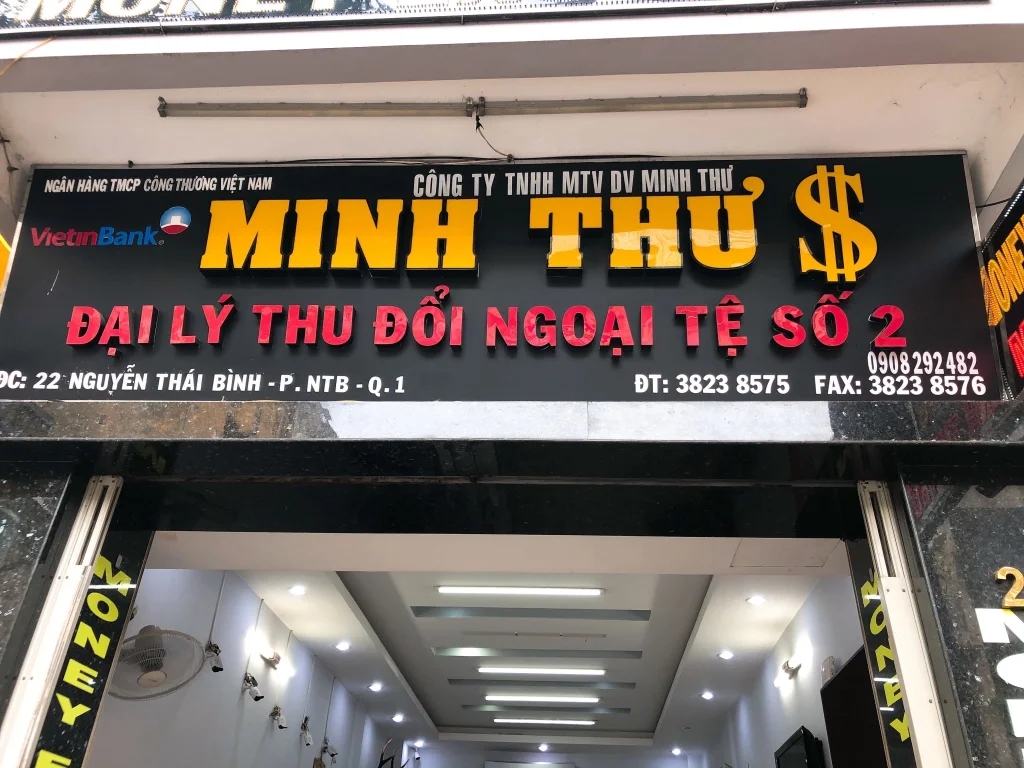 MONEY
NGÂN HÀNG TMCP CÔNG THƯƠNG VIỆT NAM
CÔNG TY TNHH MTV DV MINH THƯ
VietinBank
MINH THƯ $
ĐẠI LÝ THU ĐỔI NGOẠI TỆ SỐ 2
0908292482
ĐC: 22 NGUYỄN THÁI BÌNH - P. NTB - Q.1
ĐT: 3823 8575 FAX: 3823 8576
MONEY
MONEY
MONEY